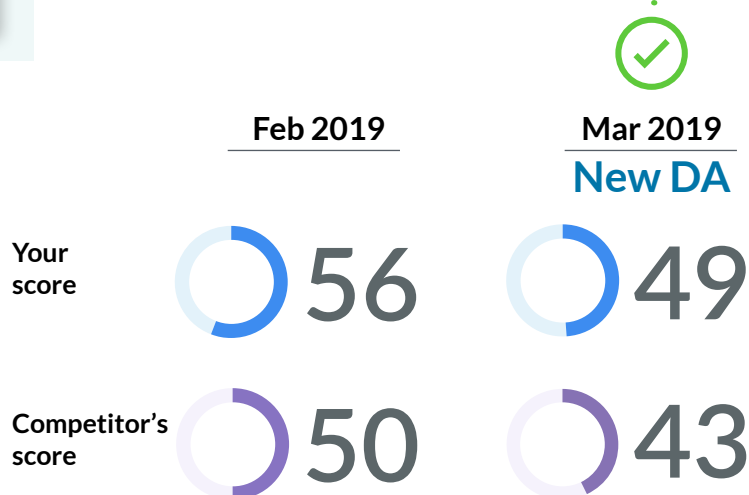 Feb 2019
Mar 2019
New DA
Your
score
56
49
Competitor's
score
50
43